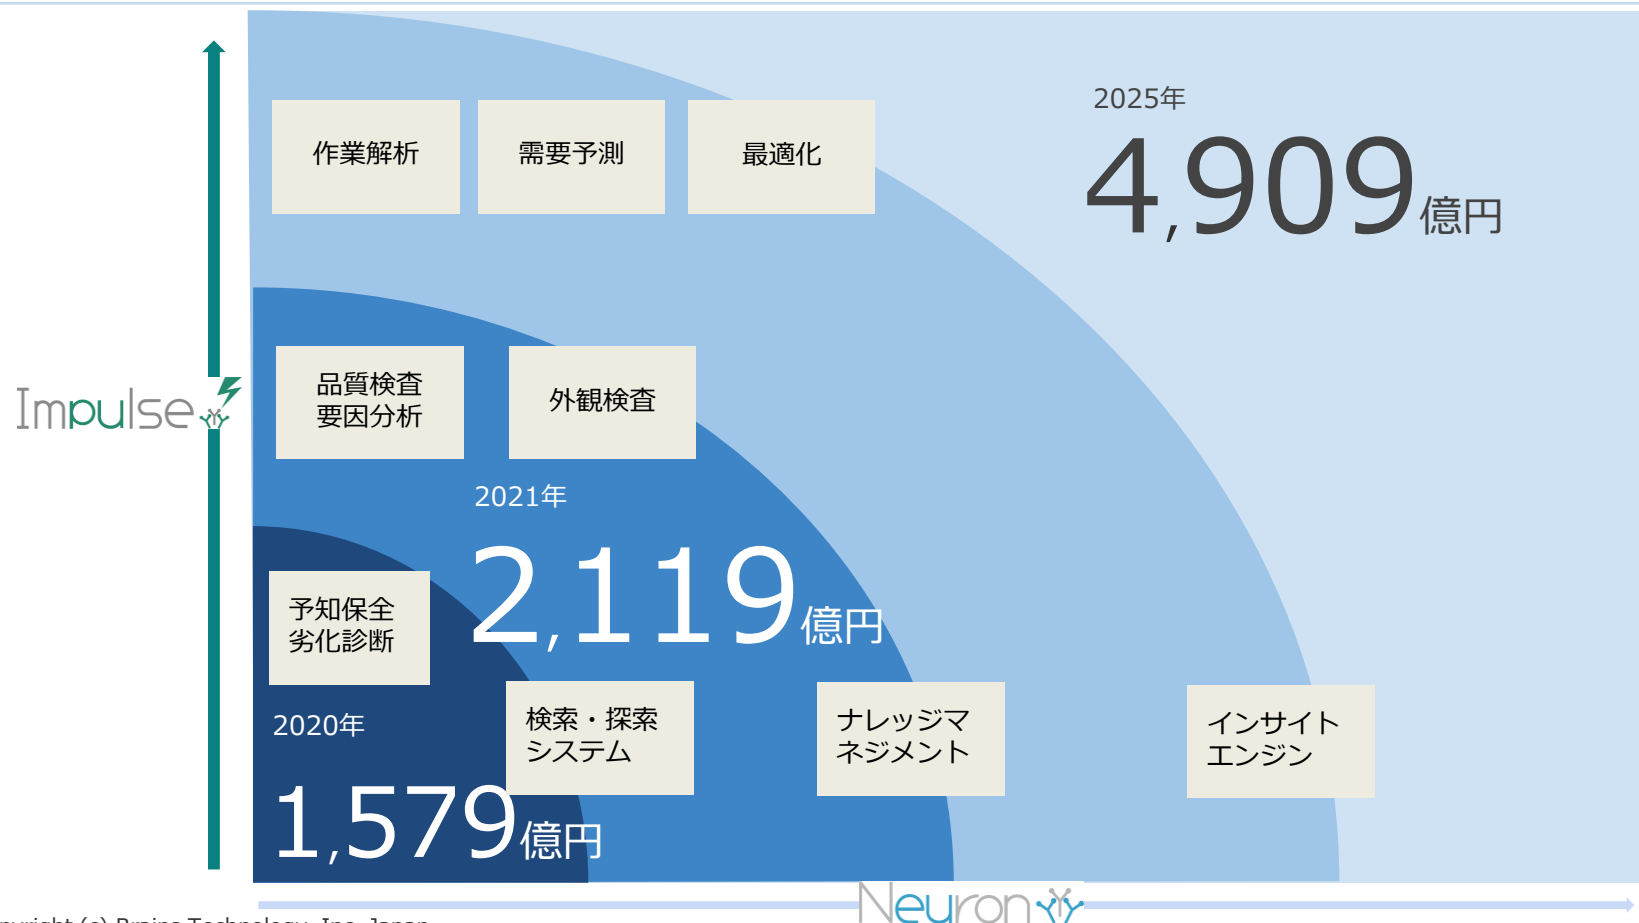 2025年
4,909億円
作業解析
需要予測
最適化
Impulse
品質検査
要因分析
外観検査
2021年
2,119億円
予知保全
劣化診断
2020年
1,579億円
検索・探索
システム
ナレッジマ
ネジメント
インサイト
エンジン
Neuron